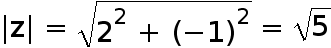 |z| = √(2² + (−1)²) = √5